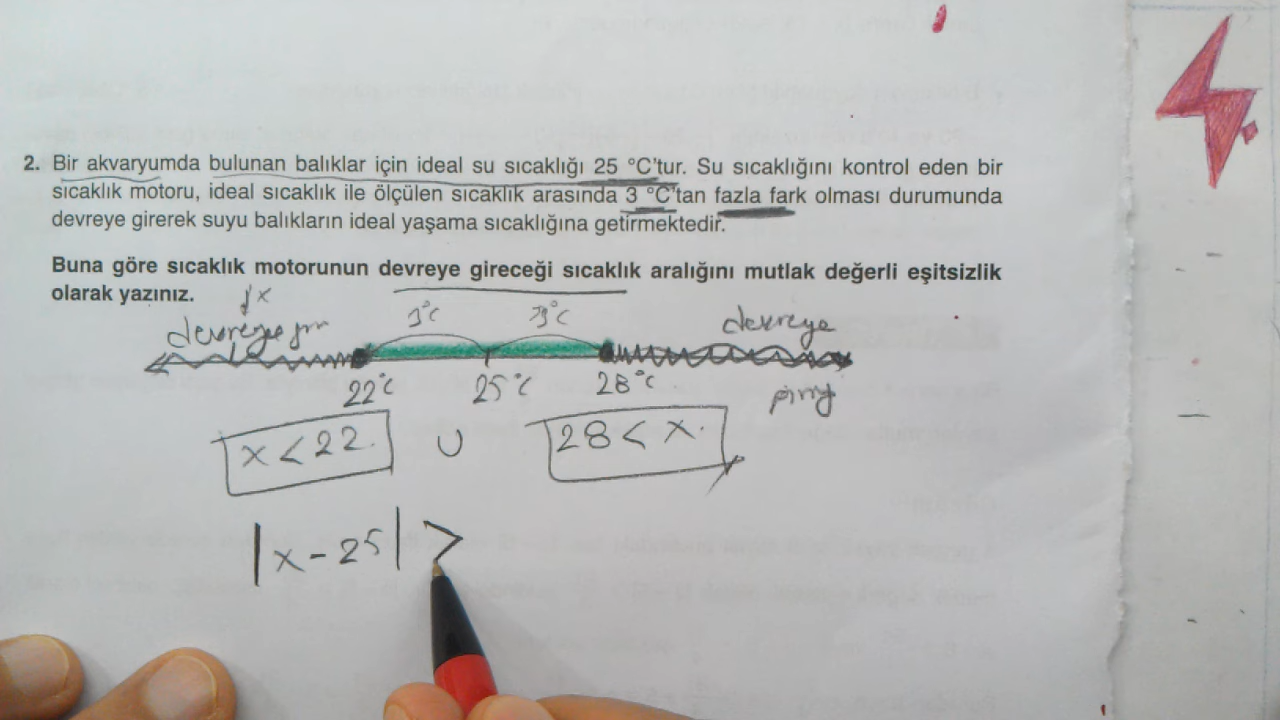 2. Bir akvaryumda bulunan balıklar için ideal su sıcaklığı 25 °C'tur. Su sıcaklığını kontrol eden bir
sıcaklık motoru, ideal sıcaklık ile ölçülen sıcaklık arasında 3 °C'tan fazla fark olması durumunda
devreye girerek suyu balıkların ideal yaşama sıcaklığına getirmektedir.
Buna göre sıcaklık motorunun devreye gireceği sıcaklık aralığını mutlak değerli eşitsizlik
olarak yazınız.
x
3°C 3°C
devreye devreye
22°C 25°C 28°C
x < 22. ∪ 28 < x.
|x - 25| >